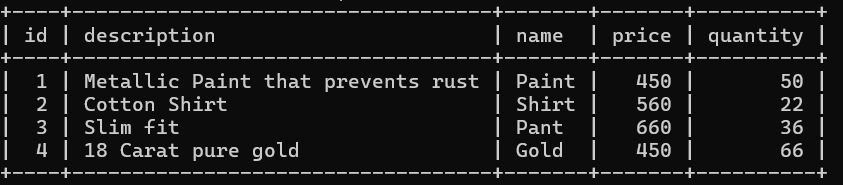 | id | description                       | name  | price | quantity |
|  1 | Metallic Paint that prevents rust | Paint |   450 |       50 |
|  2 | Cotton Shirt                      | Shirt |   560 |       22 |
|  3 | Slim fit                          | Pant  |   660 |       36 |
|  4 | 18 Carat pure gold                | Gold  |   450 |       66 |